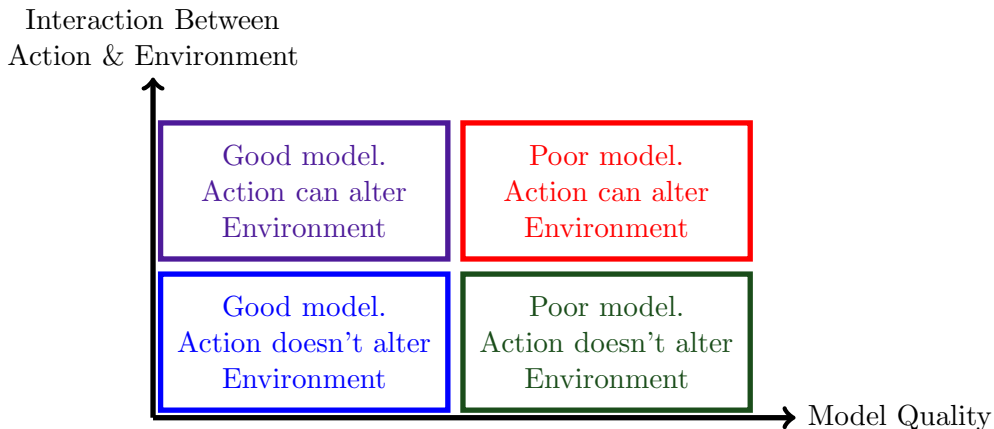 Interaction Between
Action & Environment
Good model.
Action can alter
Environment
Poor model.
Action can alter
Environment
Good model.
Action doesn't alter
Environment
Poor model.
Action doesn't alter
Environment
Model Quality